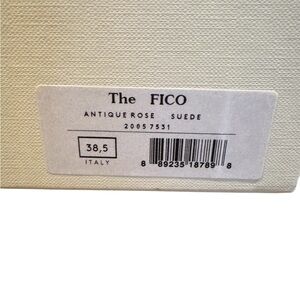 The FICO
ANTIQUE ROSE SUEDE
20057531
38,5
ITALY
8 89235 18789 8